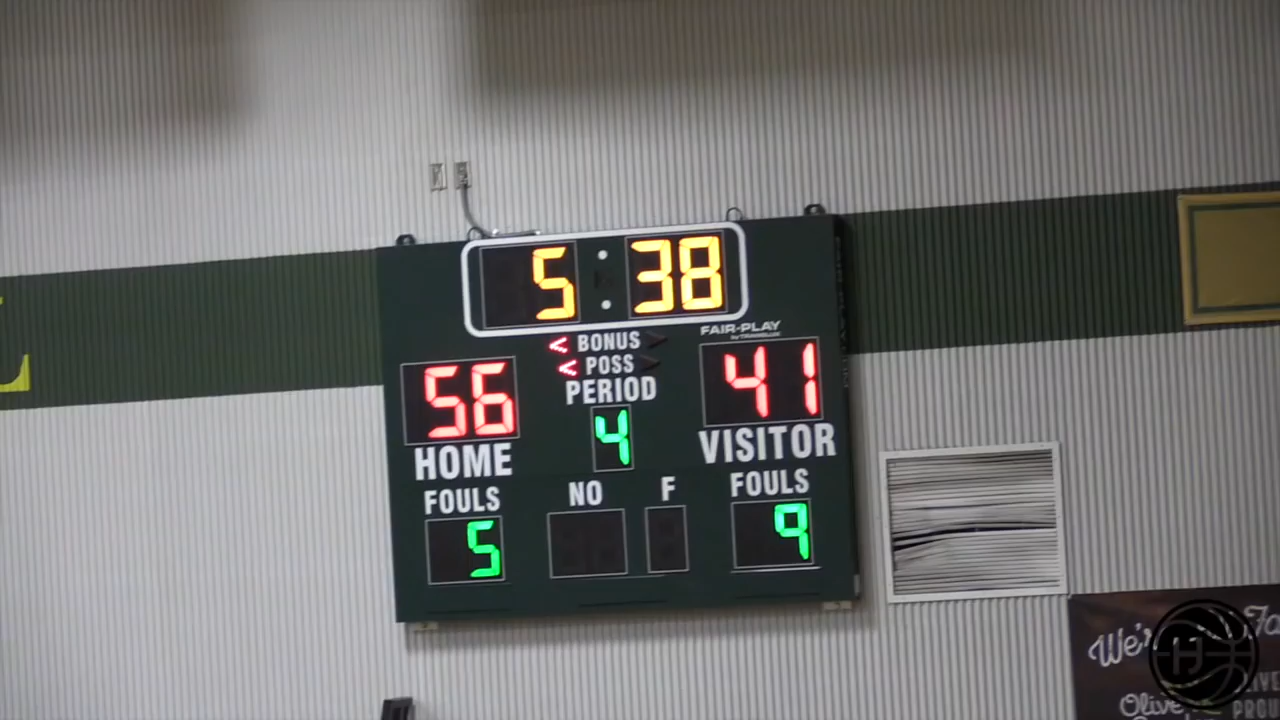 5:38
FAIR-PLAY
< BONUS
< POSS
PERIOD
4
56
HOME
41
VISITOR
FOULS
5
NO
F
FOULS
9
We're
Olive
PROU
H